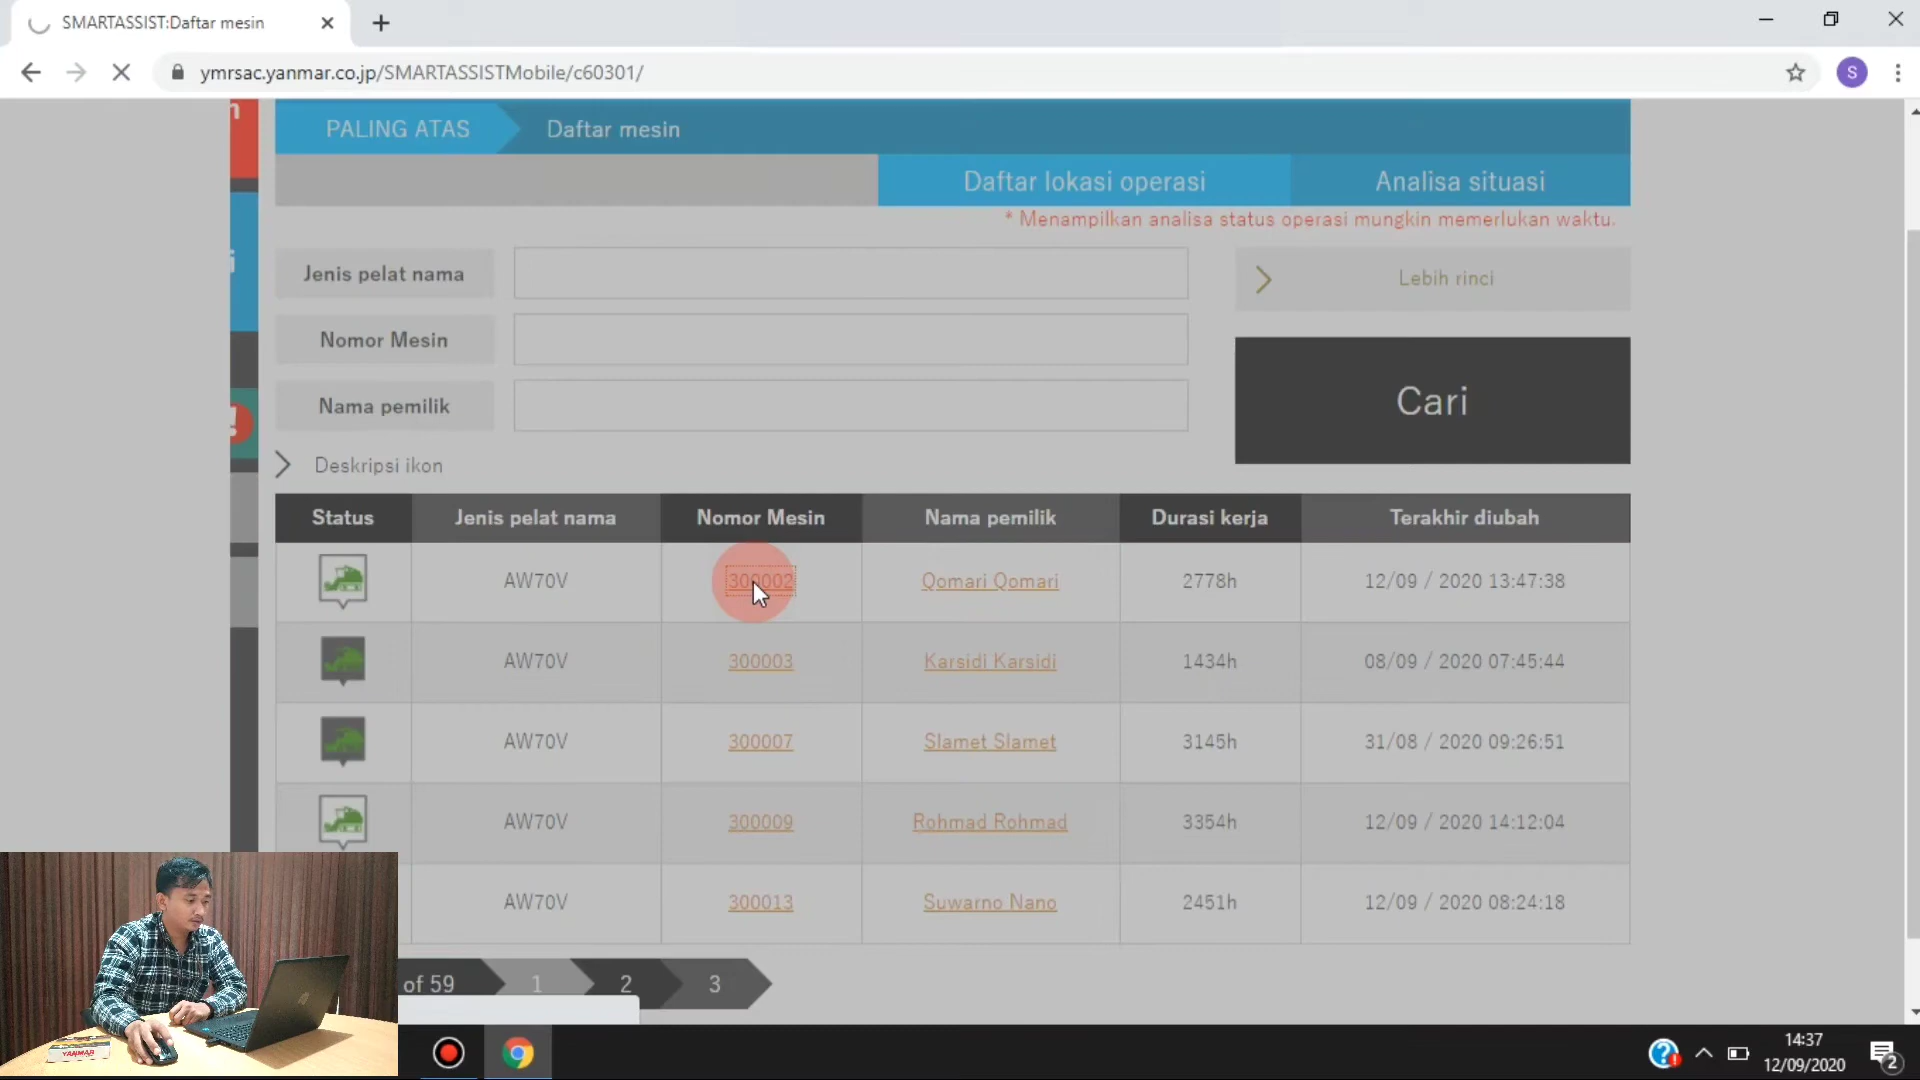 SMARTASSIST:Daftar mesin
ymrsac.yanmar.co.jp/SMARTASSISTMobile/c60301/
S
PALING ATAS Daftar mesin
Daftar lokasi operasi Analisa situasi
* Menampilkan analisa status operasi mungkin memerlukan waktu.
Jenis pelat nama
Lebih rinci
Nomor Mesin
Cari
Nama pemilik
Deskripsi ikon
Status Jenis pelat nama Nomor Mesin Nama pemilik Durasi kerja Terakhir diubah
AW70V 300002 Qomari Qomari 2778h 12/09 / 2020 13:47:38
AW70V 300003 Karsidi Karsidi 1434h 08/09 / 2020 07:45:44
AW70V 300007 Slamet Slamet 3145h 31/08 / 2020 09:26:51
AW70V 300009 Rohmad Rohmad 3354h 12/09 / 2020 14:12:04
AW70V 300013 Suwarno Nano 2451h 12/09 / 2020 08:24:18
of 59 1 2 3
YANMAR
14:37
12/09/2020
2